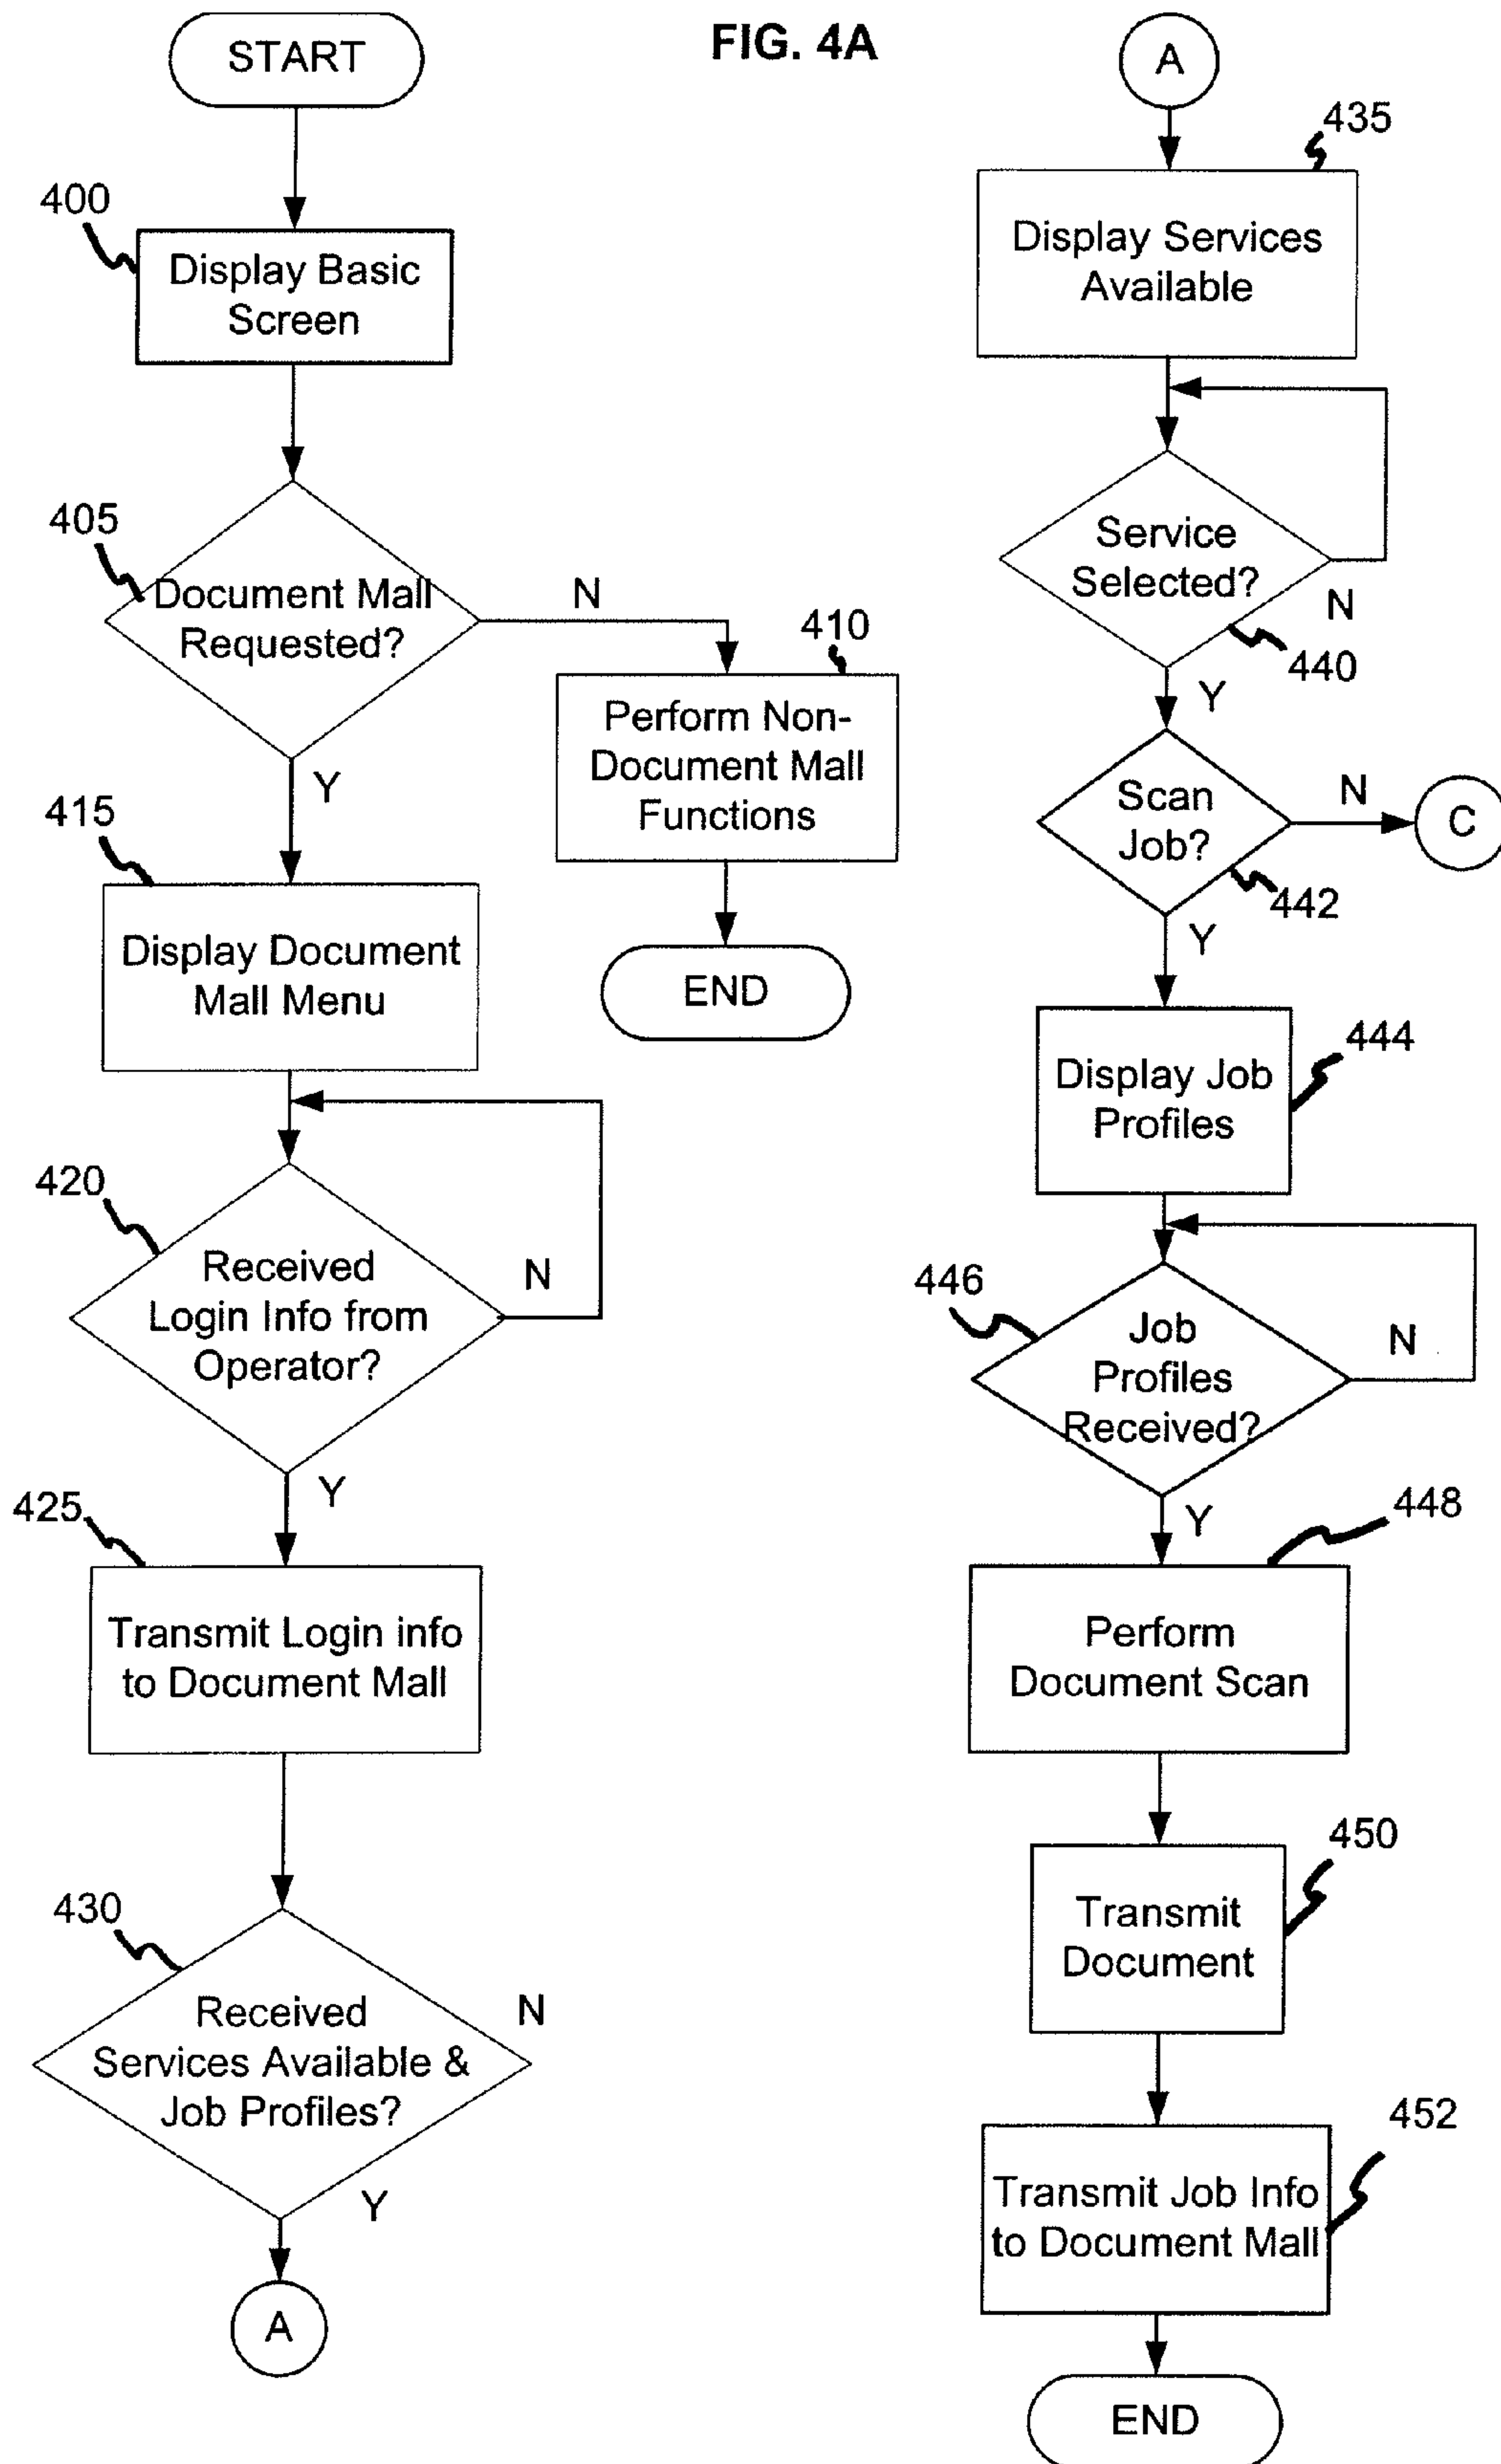 FIG. 4A
START
400
Display Basic
Screen
405
Document Mall
Requested?
N
410
Perform Non-
Document Mall
Functions
END
Y
415
Display Document
Mall Menu
420
Received
Login Info from
Operator?
N
Y
425
Transmit Login info
to Document Mall
430
Received
Services Available &
Job Profiles?
N
Y
A
A
435
Display Services
Available
Service
Selected?
N
440
Y
Scan
Job?
N
C
442
Y
444
Display Job
Profiles
446
Job
Profiles
Received?
N
Y
448
Perform
Document Scan
450
Transmit
Document
452
Transmit Job Info
to Document Mall
END